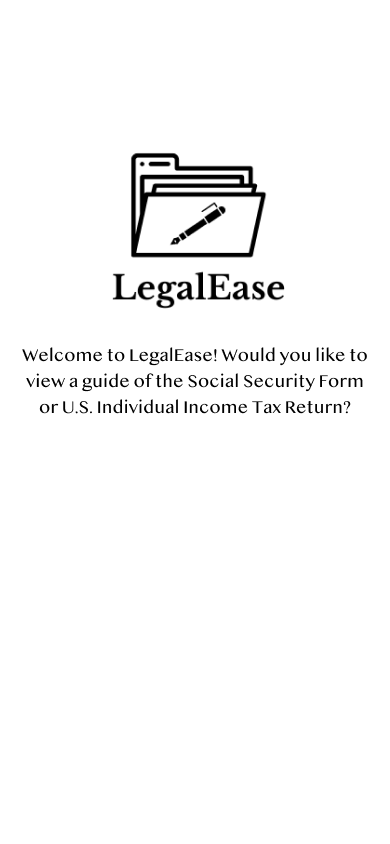 LegalEase
Welcome to LegalEase! Would you like to
view a guide of the Social Security Form
or U.S. Individual Income Tax Return?